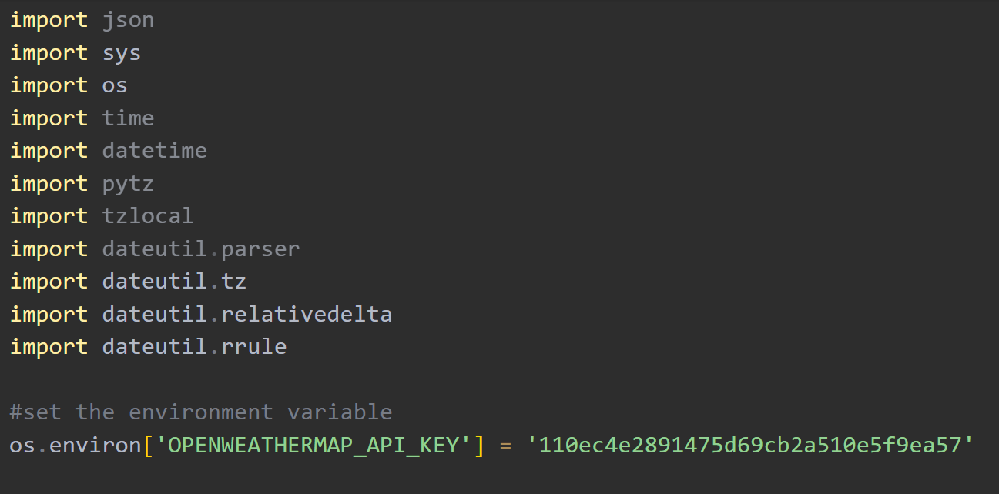 import json
import sys
import os
import time
import datetime
import pytz
import tzlocal
import dateutil.parser
import dateutil.tz
import dateutil.relativedelta
import dateutil.rrule
#set the environment variable
os.environ['OPENWEATHERMAP_API_KEY'] = '110ec4e2891475d69cb2a510e5f9ea57'